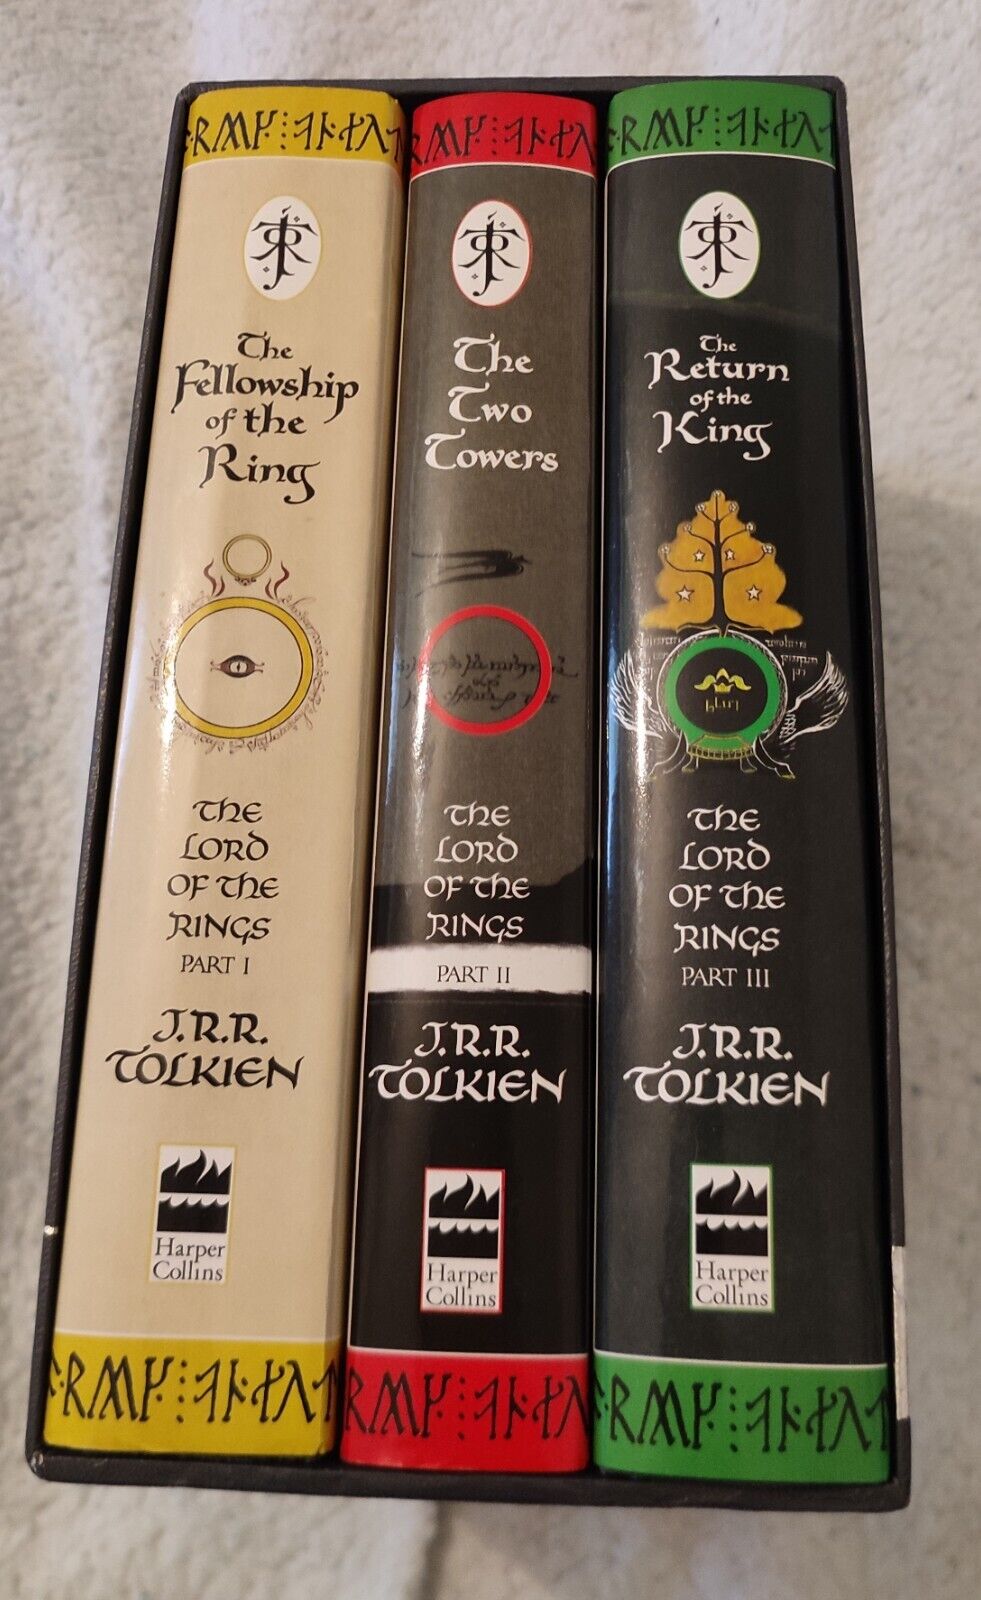 The
Fellowship
of the
Ring
THE
LORD
OF THE
RINGS
PART I
J.R.R.
TOLKIEN
Harper
Collins
The
Two
Towers
THE
LORD
OF THE
RINGS
PART II
J.R.R.
TOLKIEN
Harper
Collins
The
Return
of the
King
THE
LORD
OF THE
RINGS
PART III
J.R.R.
TOLKIEN
Harper
Collins